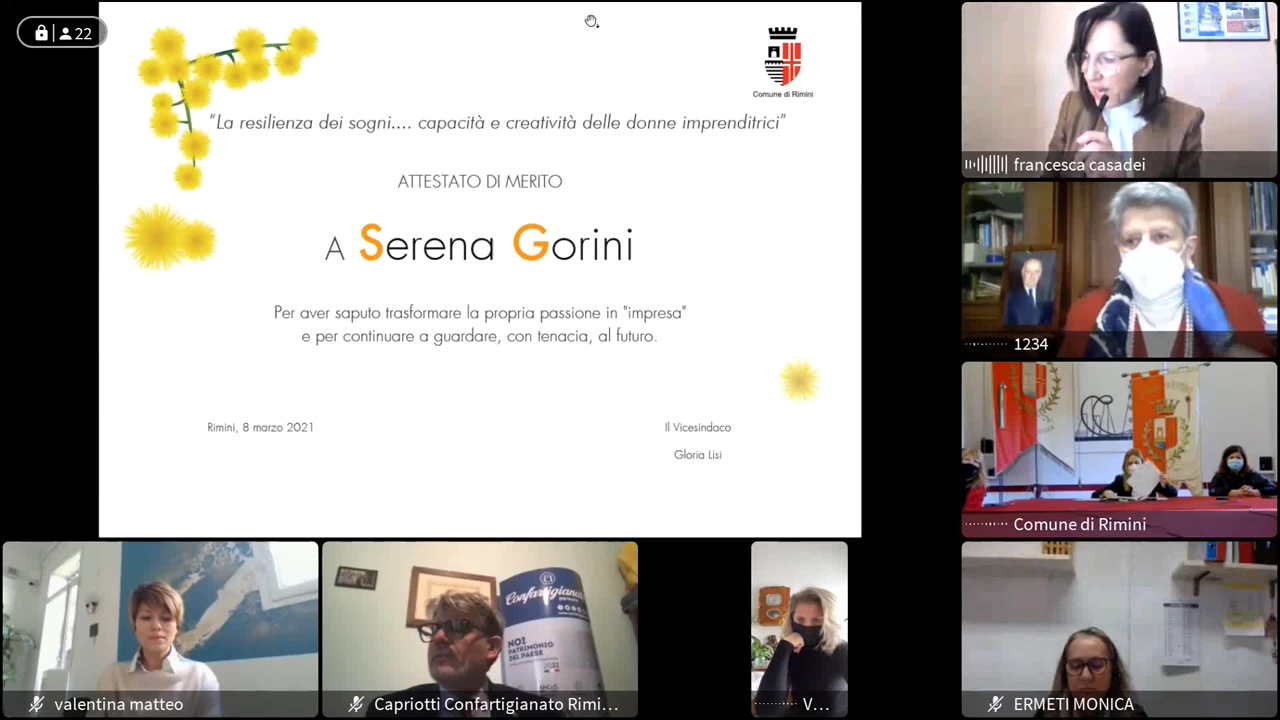 22
Comune di Rimini
"La resilienza dei sogni.... capacità e creatività delle donne imprenditrici"
ATTESTATO DI MERITO
A Serena Gorini
Per aver saputo trasformare la propria passione in "impresa"
e per continuare a guardare, con tenacia, al futuro.
Rimini, 8 marzo 2021
Il Vicesindaco
Gloria Lisi
francesca casadei
1234
Comune di Rimini
valentina matteo
Confartigianato
NOI
PATRIMONIO
DEL PAESE
Capriotti Confartigianato Rimi...
V...
ERMETI MONICA